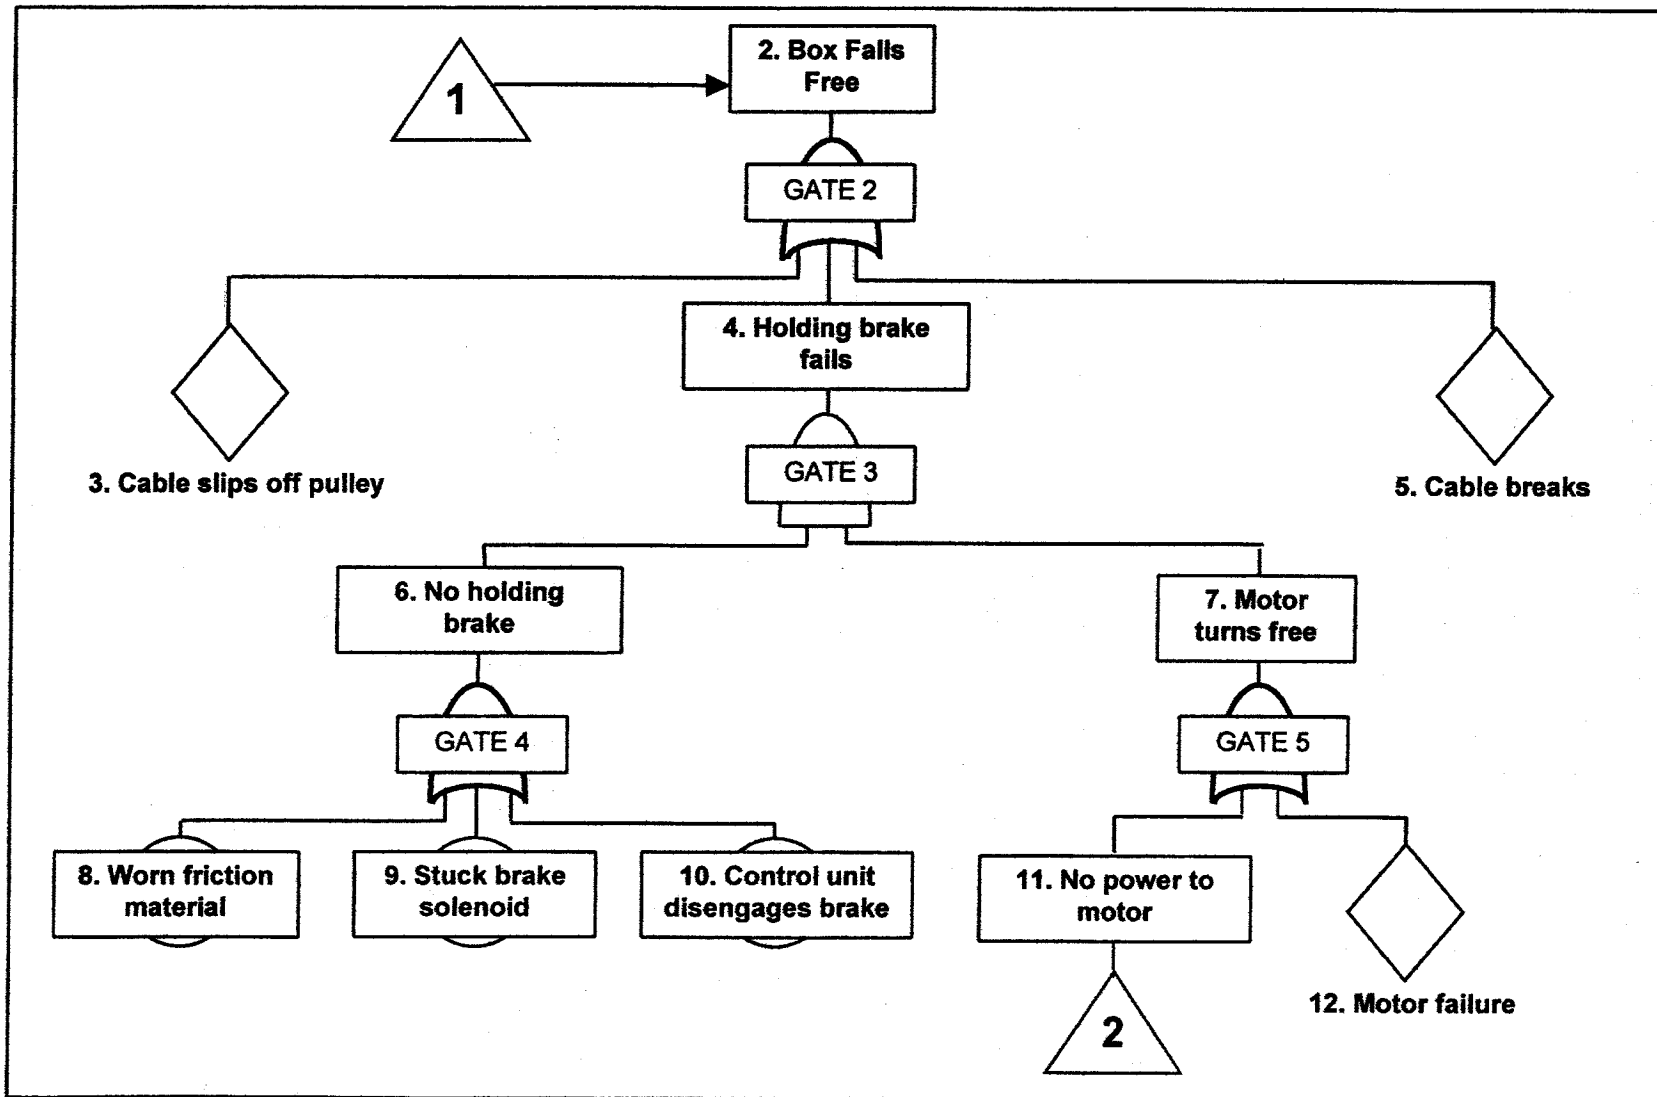 2. Box Falls
Free
1
GATE 2
4. Holding brake
fails
3. Cable slips off pulley
GATE 3
5. Cable breaks
6. No holding
brake
7. Motor
turns free
GATE 4
GATE 5
8. Worn friction
material
9. Stuck brake
solenoid
10. Control unit
disengages brake
11. No power to
motor
12. Motor failure
2